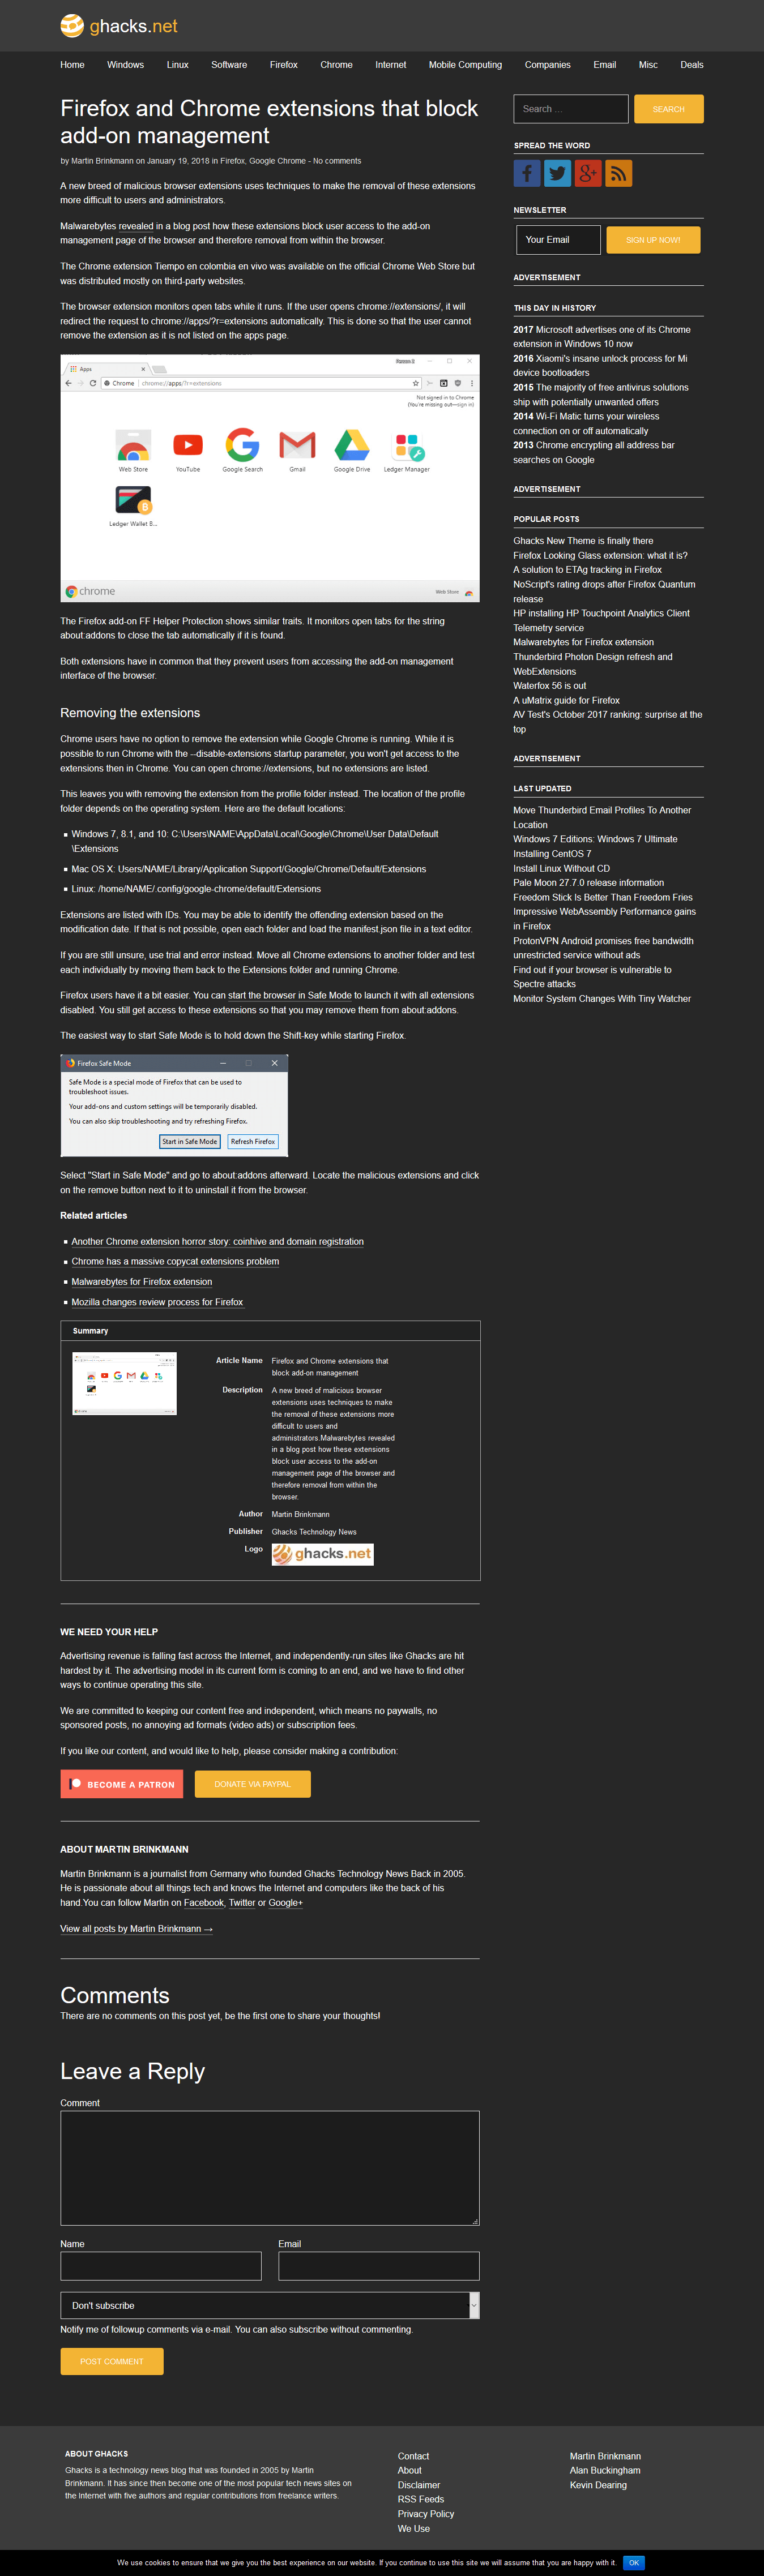 ghacks.net
Home Windows Linux Software Firefox Chrome Internet Mobile Computing Companies Email Misc Deals
Firefox and Chrome extensions that block
add-on management
by Martin Brinkmann on January 19, 2018 in Firefox, Google Chrome - No comments
A new breed of malicious browser extensions uses techniques to make the removal of these extensions
more difficult to users and administrators.
Malwarebytes revealed in a blog post how these extensions block user access to the add-on
management page of the browser and therefore removal from within the browser.
The Chrome extension Tiempo en colombia en vivo was available on the official Chrome Web Store but
was distributed mostly on third-party websites.
The browser extension monitors open tabs while it runs. If the user opens chrome://extensions/, it will
redirect the request to chrome://apps/?r=extensions automatically. This is done so that the user cannot
remove the extension as it is not listed on the apps page.
Apps
Chrome chrome://apps/?r=extensions
Not signed in to Chrome
(You're missing out—sign in)
Web Store YouTube Google Search Gmail Google Drive Ledger Manager
Ledger Wallet B...
chrome
Web Store
The Firefox add-on FF Helper Protection shows similar traits. It monitors open tabs for the string
about:addons to close the tab automatically if it is found.
Both extensions have in common that they prevent users from accessing the add-on management
interface of the browser.
Removing the extensions
Chrome users have no option to remove the extension while Google Chrome is running. While it is
possible to run Chrome with the --disable-extensions startup parameter, you won't get access to the
extensions then in Chrome. You can open chrome://extensions, but no extensions are listed.
This leaves you with removing the extension from the profile folder instead. The location of the profile
folder depends on the operating system. Here are the default locations:
Windows 7, 8.1, and 10: C:\Users\NAME\AppData\Local\Google\Chrome\User Data\Default
\Extensions
Mac OS X: Users/NAME/Library/Application Support/Google/Chrome/Default/Extensions
Linux: /home/NAME/.config/google-chrome/default/Extensions
Extensions are listed with IDs. You may be able to identify the offending extension based on the
modification date. If that is not possible, open each folder and load the manifest.json file in a text editor.
If you are still unsure, use trial and error instead. Move all Chrome extensions to another folder and test
each individually by moving them back to the Extensions folder and running Chrome.
Firefox users have it a bit easier. You can start the browser in Safe Mode to launch it with all extensions
disabled. You still get access to these extensions so that you may remove them from about:addons.
The easiest way to start Safe Mode is to hold down the Shift-key while starting Firefox.
Firefox Safe Mode
Safe Mode is a special mode of Firefox that can be used to
troubleshoot issues.
Your add-ons and custom settings will be temporarily disabled.
You can also skip troubleshooting and try refreshing Firefox.
Start in Safe Mode Refresh Firefox
Select "Start in Safe Mode" and go to about:addons afterward. Locate the malicious extensions and click
on the remove button next to it to uninstall it from the browser.
Related articles
Another Chrome extension horror story: coinhive and domain registration
Chrome has a massive copycat extensions problem
Malwarebytes for Firefox extension
Mozilla changes review process for Firefox
Summary
Article Name Firefox and Chrome extensions that
block add-on management
Description A new breed of malicious browser
extensions uses techniques to make
the removal of these extensions more
difficult to users and
administrators.Malwarebytes revealed
in a blog post how these extensions
block user access to the add-on
management page of the browser and
therefore removal from within the
browser.
Author Martin Brinkmann
Publisher Ghacks Technology News
Logo ghacks.net
WE NEED YOUR HELP
Advertising revenue is falling fast across the Internet, and independently-run sites like Ghacks are hit
hardest by it. The advertising model in its current form is coming to an end, and we have to find other
ways to continue operating this site.
We are committed to keeping our content free and independent, which means no paywalls, no
sponsored posts, no annoying ad formats (video ads) or subscription fees.
If you like our content, and would like to help, please consider making a contribution:
BECOME A PATRON DONATE VIA PAYPAL
ABOUT MARTIN BRINKMANN
Martin Brinkmann is a journalist from Germany who founded Ghacks Technology News Back in 2005.
He is passionate about all things tech and knows the Internet and computers like the back of his
hand.You can follow Martin on Facebook, Twitter or Google+
View all posts by Martin Brinkmann →
Comments
There are no comments on this post yet, be the first one to share your thoughts!
Leave a Reply
Comment
Name Email
Don't subscribe
Notify me of followup comments via e-mail. You can also subscribe without commenting.
POST COMMENT
Search ... SEARCH
SPREAD THE WORD
NEWSLETTER
Your Email SIGN UP NOW!
ADVERTISEMENT
THIS DAY IN HISTORY
2017 Microsoft advertises one of its Chrome
extension in Windows 10 now
2016 Xiaomi's insane unlock process for Mi
device bootloaders
2015 The majority of free antivirus solutions
ship with potentially unwanted offers
2014 Wi-Fi Matic turns your wireless
connection on or off automatically
2013 Chrome encrypting all address bar
searches on Google
ADVERTISEMENT
POPULAR POSTS
Ghacks New Theme is finally there
Firefox Looking Glass extension: what it is?
A solution to ETAg tracking in Firefox
NoScript's rating drops after Firefox Quantum
release
HP installing HP Touchpoint Analytics Client
Telemetry service
Malwarebytes for Firefox extension
Thunderbird Photon Design refresh and
WebExtensions
Waterfox 56 is out
A uMatrix guide for Firefox
AV Test's October 2017 ranking: surprise at the
top
ADVERTISEMENT
LAST UPDATED
Move Thunderbird Email Profiles To Another
Location
Windows 7 Editions: Windows 7 Ultimate
Installing CentOS 7
Install Linux Without CD
Pale Moon 27.7.0 release information
Freedom Stick Is Better Than Freedom Fries
Impressive WebAssembly Performance gains
in Firefox
ProtonVPN Android promises free bandwidth
unrestricted service without ads
Find out if your browser is vulnerable to
Spectre attacks
Monitor System Changes With Tiny Watcher
ABOUT GHACKS
Ghacks is a technology news blog that was founded in 2005 by Martin
Brinkmann. It has since then become one of the most popular tech news sites on
the Internet with five authors and regular contributions from freelance writers.
Contact
About
Disclaimer
RSS Feeds
Privacy Policy
We Use
Martin Brinkmann
Alan Buckingham
Kevin Dearing
We use cookies to ensure that we give you the best experience on our website. If you continue to use this site we will assume that you are happy with it. OK